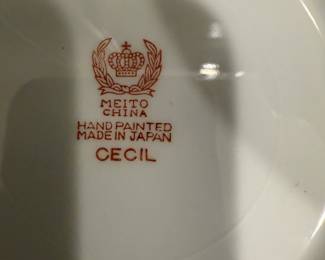 MEITO
CHINA
HAND PAINTED
MADE IN JAPAN
CECIL